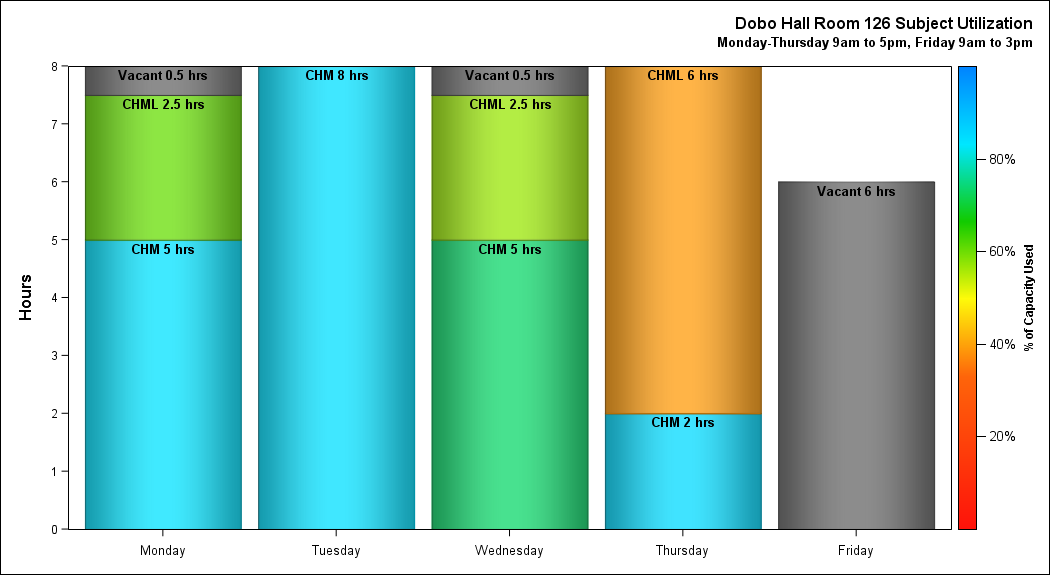 Dobo Hall Room 126 Subject Utilization
Monday-Thursday 9am to 5pm, Friday 9am to 3pm
8
7
6
5
4
3
2
1
0
Hours
Vacant 0.5 hrs
CHML 2.5 hrs
CHM 5 hrs
CHM 8 hrs
Vacant 0.5 hrs
CHML 2.5 hrs
CHM 5 hrs
CHML 6 hrs
CHM 2 hrs
Vacant 6 hrs
Monday
Tuesday
Wednesday
Thursday
Friday
80%
60%
40%
20%
% of Capacity Used